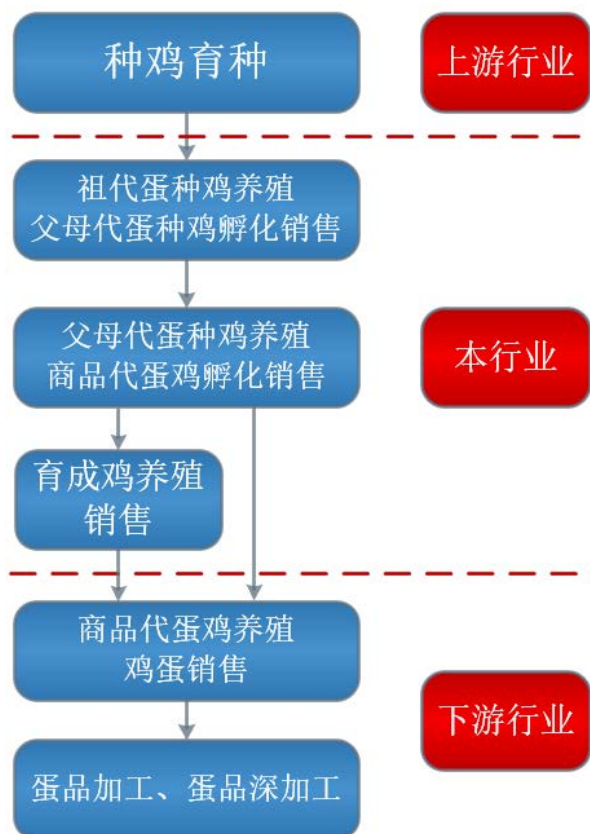 种鸡育种
上游行业
祖代蛋种鸡养殖
父母代蛋种鸡孵化销售
父母代蛋种鸡养殖
商品代蛋鸡孵化销售
本行业
育成鸡养殖
销售
商品代蛋鸡养殖
鸡蛋销售
下游行业
蛋品加工、蛋品深加工